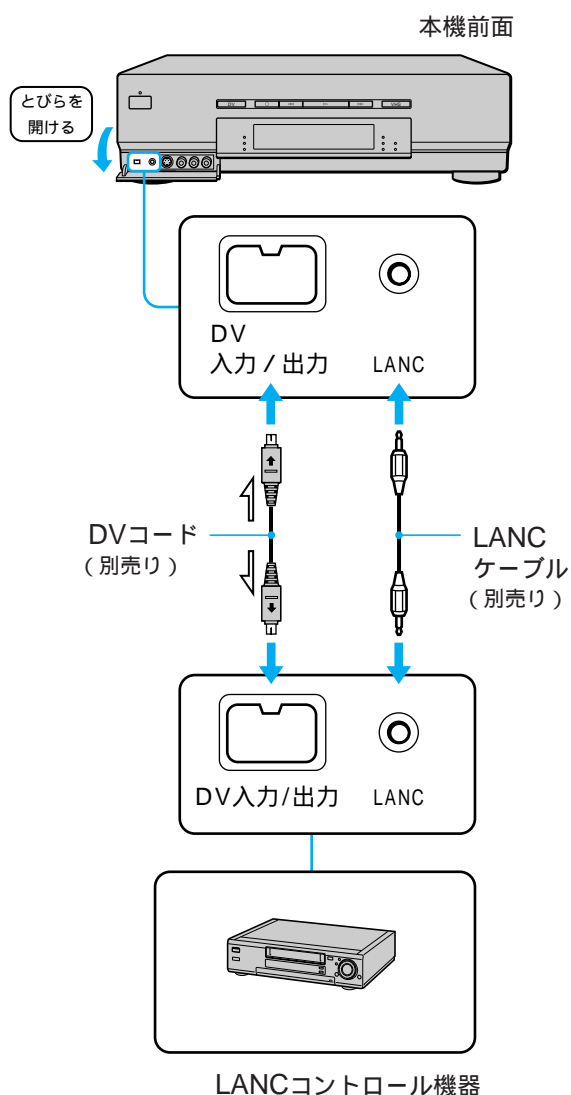 本機前面
とびらを
開ける
DV
VHS
DV
入力 / 出力
LANC
DVコード
(別売り)
LANC
ケーブル
(別売り)
DV入力/出力
LANC
LANCコントロール機器